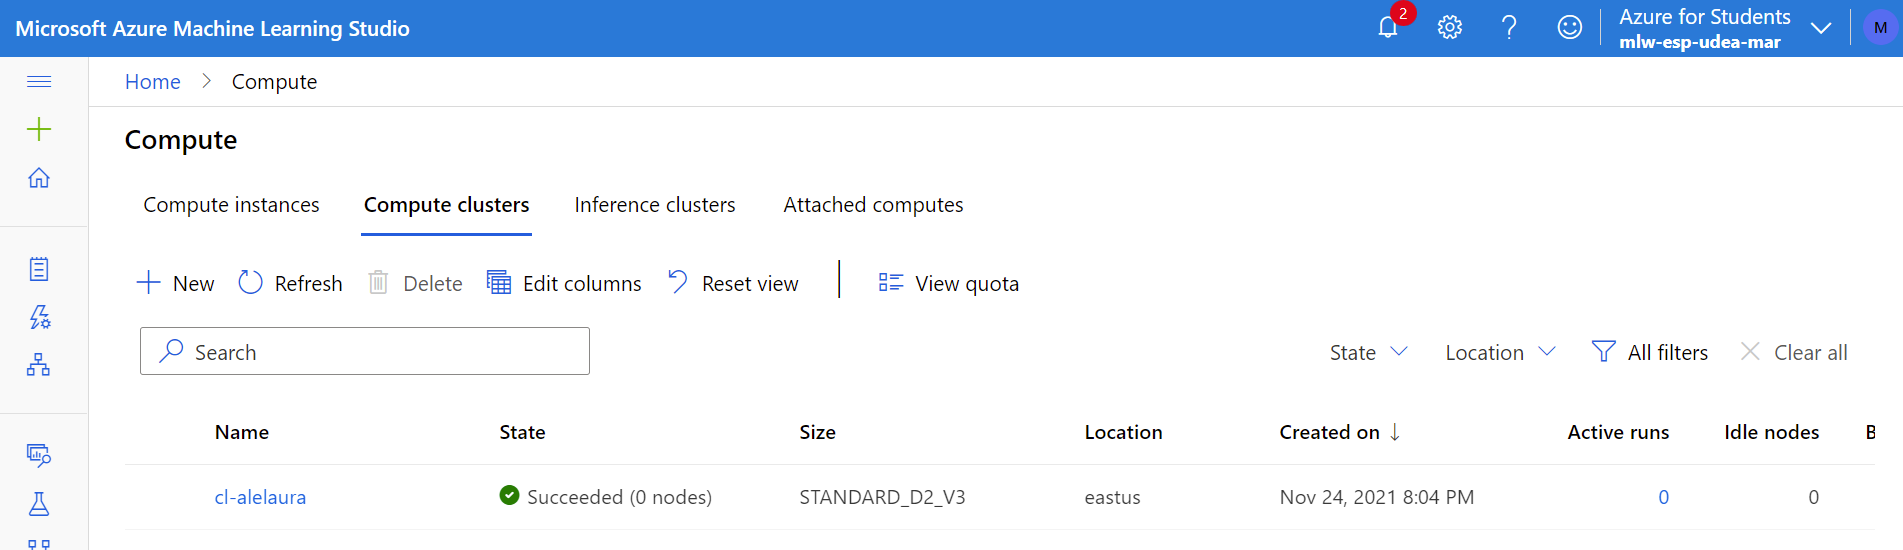 Microsoft Azure Machine Learning Studio
2
Azure for Students
mlw-esp-udea-mar
M
Home > Compute
Compute
Compute instances Compute clusters Inference clusters Attached computes
New Refresh Delete Edit columns Reset view View quota
Search State Location All filters Clear all
Name State Size Location Created on ↓ Active runs Idle nodes B
cl-alelaura Succeeded (0 nodes) STANDARD_D2_V3 eastus Nov 24, 2021 8:04 PM 0 0